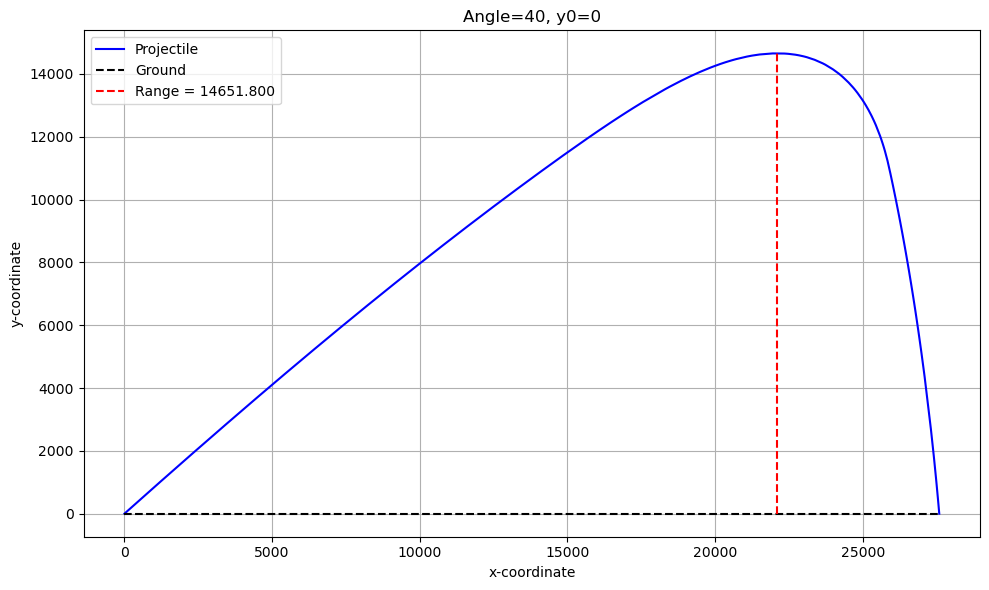 Angle=40, y0=0
Projectile
Ground
Range = 14651.800
y-coordinate
14000
12000
10000
8000
6000
4000
2000
0
0 5000 10000 15000 20000 25000
x-coordinate